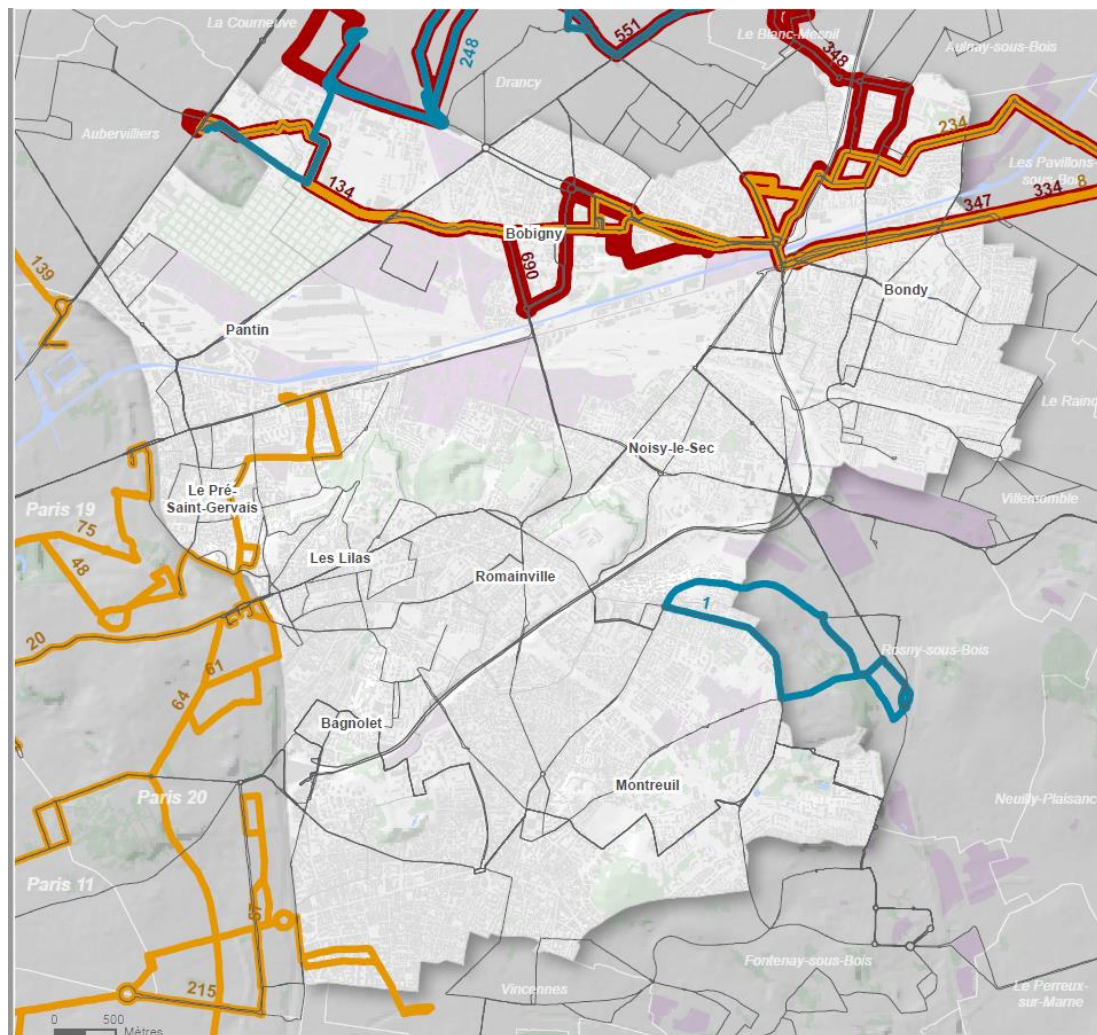 La Courneuve
551
Le Blanc-Mesnil
348
Aulnay-sous-Bois
248
Drancy
Aubervilliers
234
Les Pavillons-
sous-Bois
134
334
8
347
Bobigny
139
690
Bondy
Pantin
Le Rainc
Noisy-le-Sec
Le Pré-
Saint-Gervais
Villemomble
Paris 19
75
Les Lilas
48
Romainville
1
20
Rosny-sous-Bois
61
64
Bagnolet
Montreuil
Paris 20
Neuilly-Plaisanc
Paris 11
57
Fontenay-sous-Bois
215
Vincennes
Le Perreux-
sur-Marne
0 500
Mètres